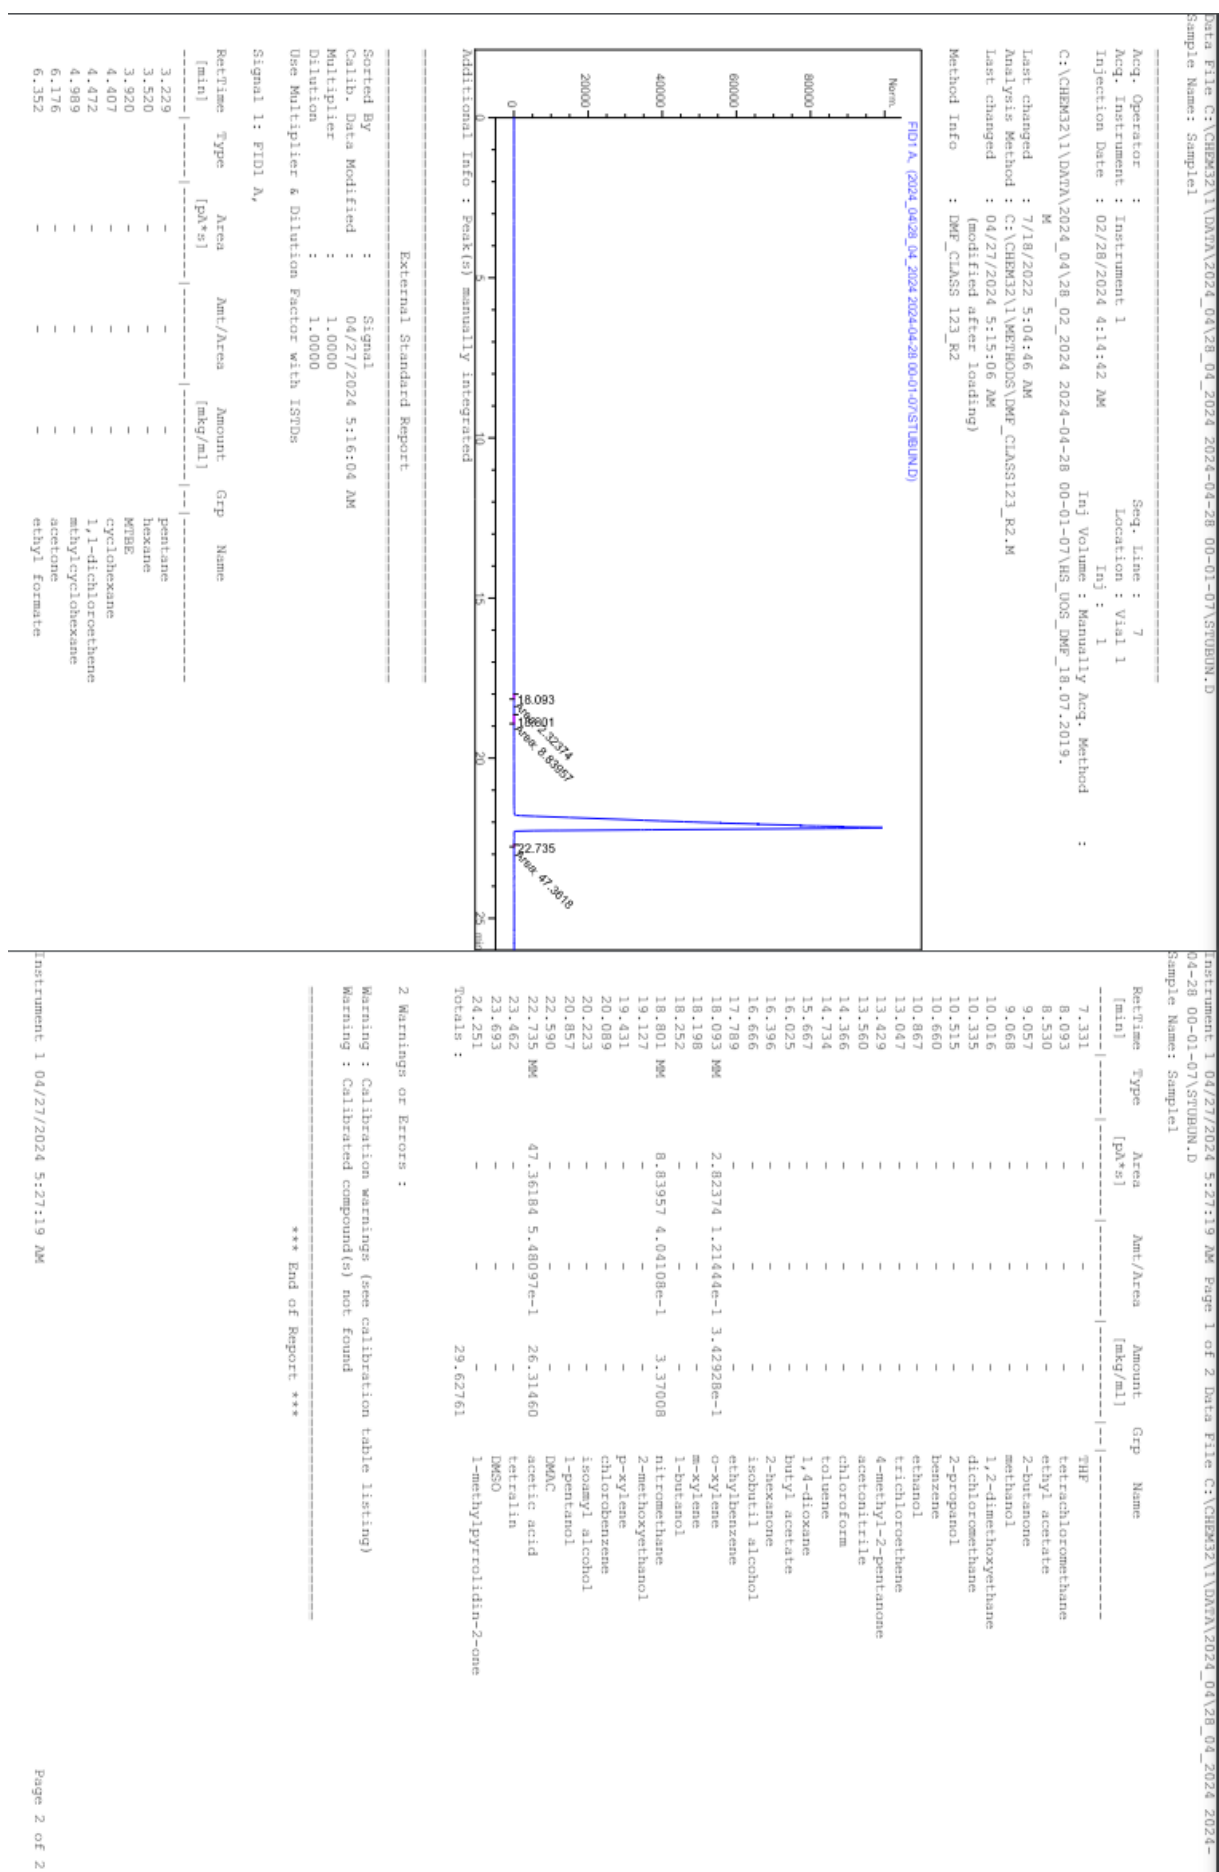 Data File C:\CHEM32\1\DATA\2024_04\28_04_2024 2024-04-28 00-01-07\STUBUN.D
Sample Name: Sample1
Acq. Operator :
Seq. Line : 7
Acq. Instrument : Instrument 1
Location : Vial 1
Injection Date : 02/28/2024 4:14:42 AM
Inj : 1
Inj Volume : Manually Acq. Method :
C:\CHEM32\1\DATA\2024_04\28_02_2024 2024-04-28 00-01-07\HS_UOS_DMF_18.07.2019.
M
Last changed : 7/18/2022 5:04:46 AM
Analysis Method : C:\CHEM32\1\METHODS\DMF_CLASS123_R2.M
Last changed : 04/27/2024 5:15:06 AM
(modified after loading)
Method Info : DMF_CLASS 123_R2
FID1 A, (2024_04\28_04_2024 2024-04-28 00-01-07\STUBUN.D)
Norm.
80000
60000
40000
20000
0
0 5 10 15 20 25 min
18.093
18.801
Area: 8.83957
22.735
Area: 47.3618
Additional Info : Peak(s) manually integrated
External Standard Report
Sorted By : Signal
Calib. Data Modified : 04/27/2024 5:16:04 AM
Multiplier : 1.0000
Dilution : 1.0000
Use Multiplier & Dilution Factor with ISTDs
Signal 1: FID1 A,
RetTime Type Area Amt/Area Amount Grp Name
[min] [pA*s] [mkg/ml]
3.229 - - - pentane
3.520 - - - hexane
3.920 - - - MTBE
4.407 - - - cyclohexane
4.472 - - - 1,1-dichloroethene
4.989 - - - mthylcyclohexane
6.176 - - - acetone
6.352 - - - ethyl formate
Instrument 1 04/27/2024 5:27:19 AM Page 1 of 2 Data File C:\CHEM32\1\DATA\2024_04\28_04_2024 2024-
04-28 00-01-07\STUBUN.D
Sample Name: Sample1
RetTime Type Area Amt/Area Amount Grp Name
[min] [pA*s] [mkg/ml]
7.331 - - - THF
8.093 - - - tetrachloromethane
8.530 - - - ethyl acetate
9.057 - - - 2-butanone
9.068 - - - methanol
10.016 - - - 1,2-dimethoxyethane
10.335 - - - dichloromethane
10.515 - - - 2-propanol
10.660 - - - benzene
10.867 - - - ethanol
13.047 - - - trichloroethene
13.429 - - - 4-methyl-2-pentanone
13.560 - - - acetonitrile
14.366 - - - chloroform
14.734 - - - toluene
15.667 - - - 1,4-dioxane
16.025 - - - butyl acetate
16.396 - - - 2-hexanone
16.666 - - - isobutil alcohol
17.789 - - - ethylbenzene
18.093 MM 2.82374 1.21444e-1 3.42928e-1 o-xylene
18.198 - - - m-xylene
18.252 - - - 1-butanol
18.801 MM 8.83957 4.04108e-1 3.37008 nitromethane
19.127 - - - 2-methoxyethanol
19.431 - - - p-xylene
20.089 - - - chlorobenzene
20.223 - - - isoamyl alcohol
20.857 - - - 1-pentanol
22.590 - - - DMAC
22.735 MM 47.36184 5.48097e-1 26.31460 acetic acid
23.462 - - - tetralin
23.693 - - - DMSO
24.251 - - - 1-methylpyrrolidin-2-one
Totals : 29.62761
2 Warnings or Errors :
Warning : Calibration warnings (see calibration table listing)
Warning : Calibrated compound(s) not found
*** End of Report ***
Instrument 1 04/27/2024 5:27:19 AM Page 2 of 2